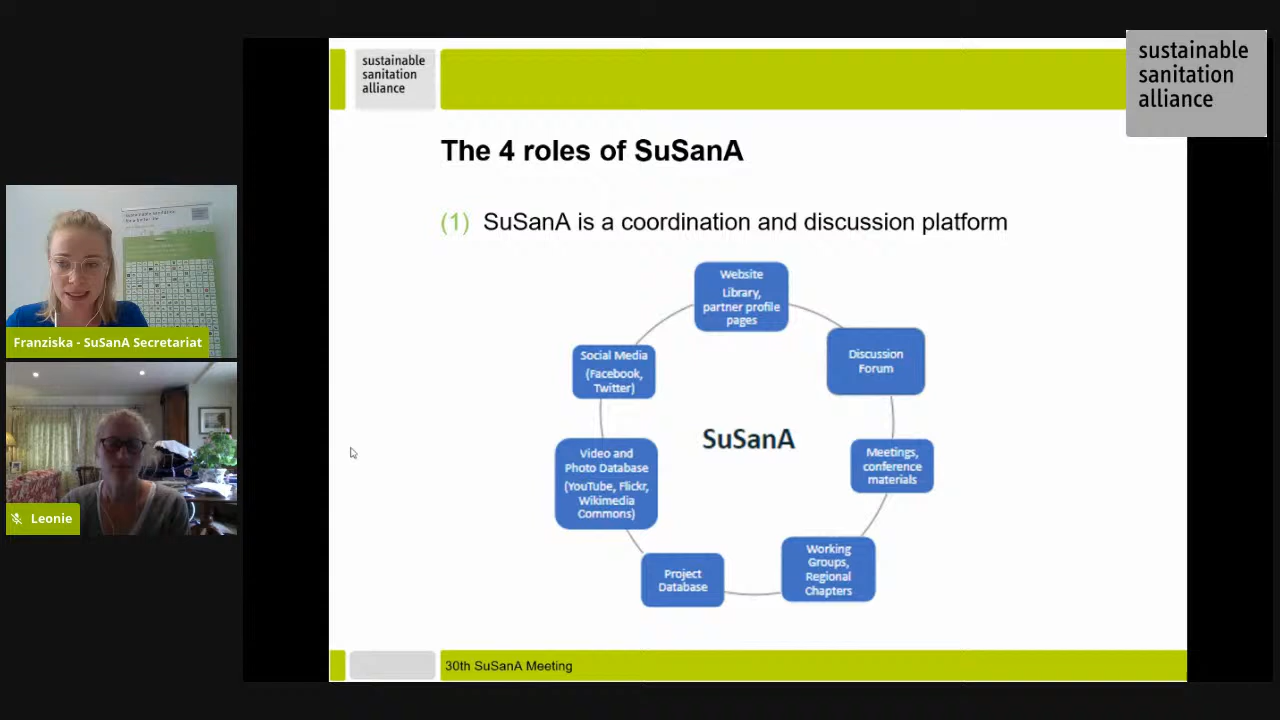 sustainable
sanitation
alliance
sustainable
sanitation
alliance
The 4 roles of SuSanA
(1) SuSanA is a coordination and discussion platform
Website
Library,
partner profile
pages
Discussion
Forum
Meetings,
conference
materials
Working
Groups,
Regional
Chapters
Project
Database
Video and
Photo Database
(YouTube, Flickr,
Wikimedia
Commons)
Social Media
(Facebook,
Twitter)
SuSanA
30th SuSanA Meeting
Franziska - SuSanA Secretariat
Leonie